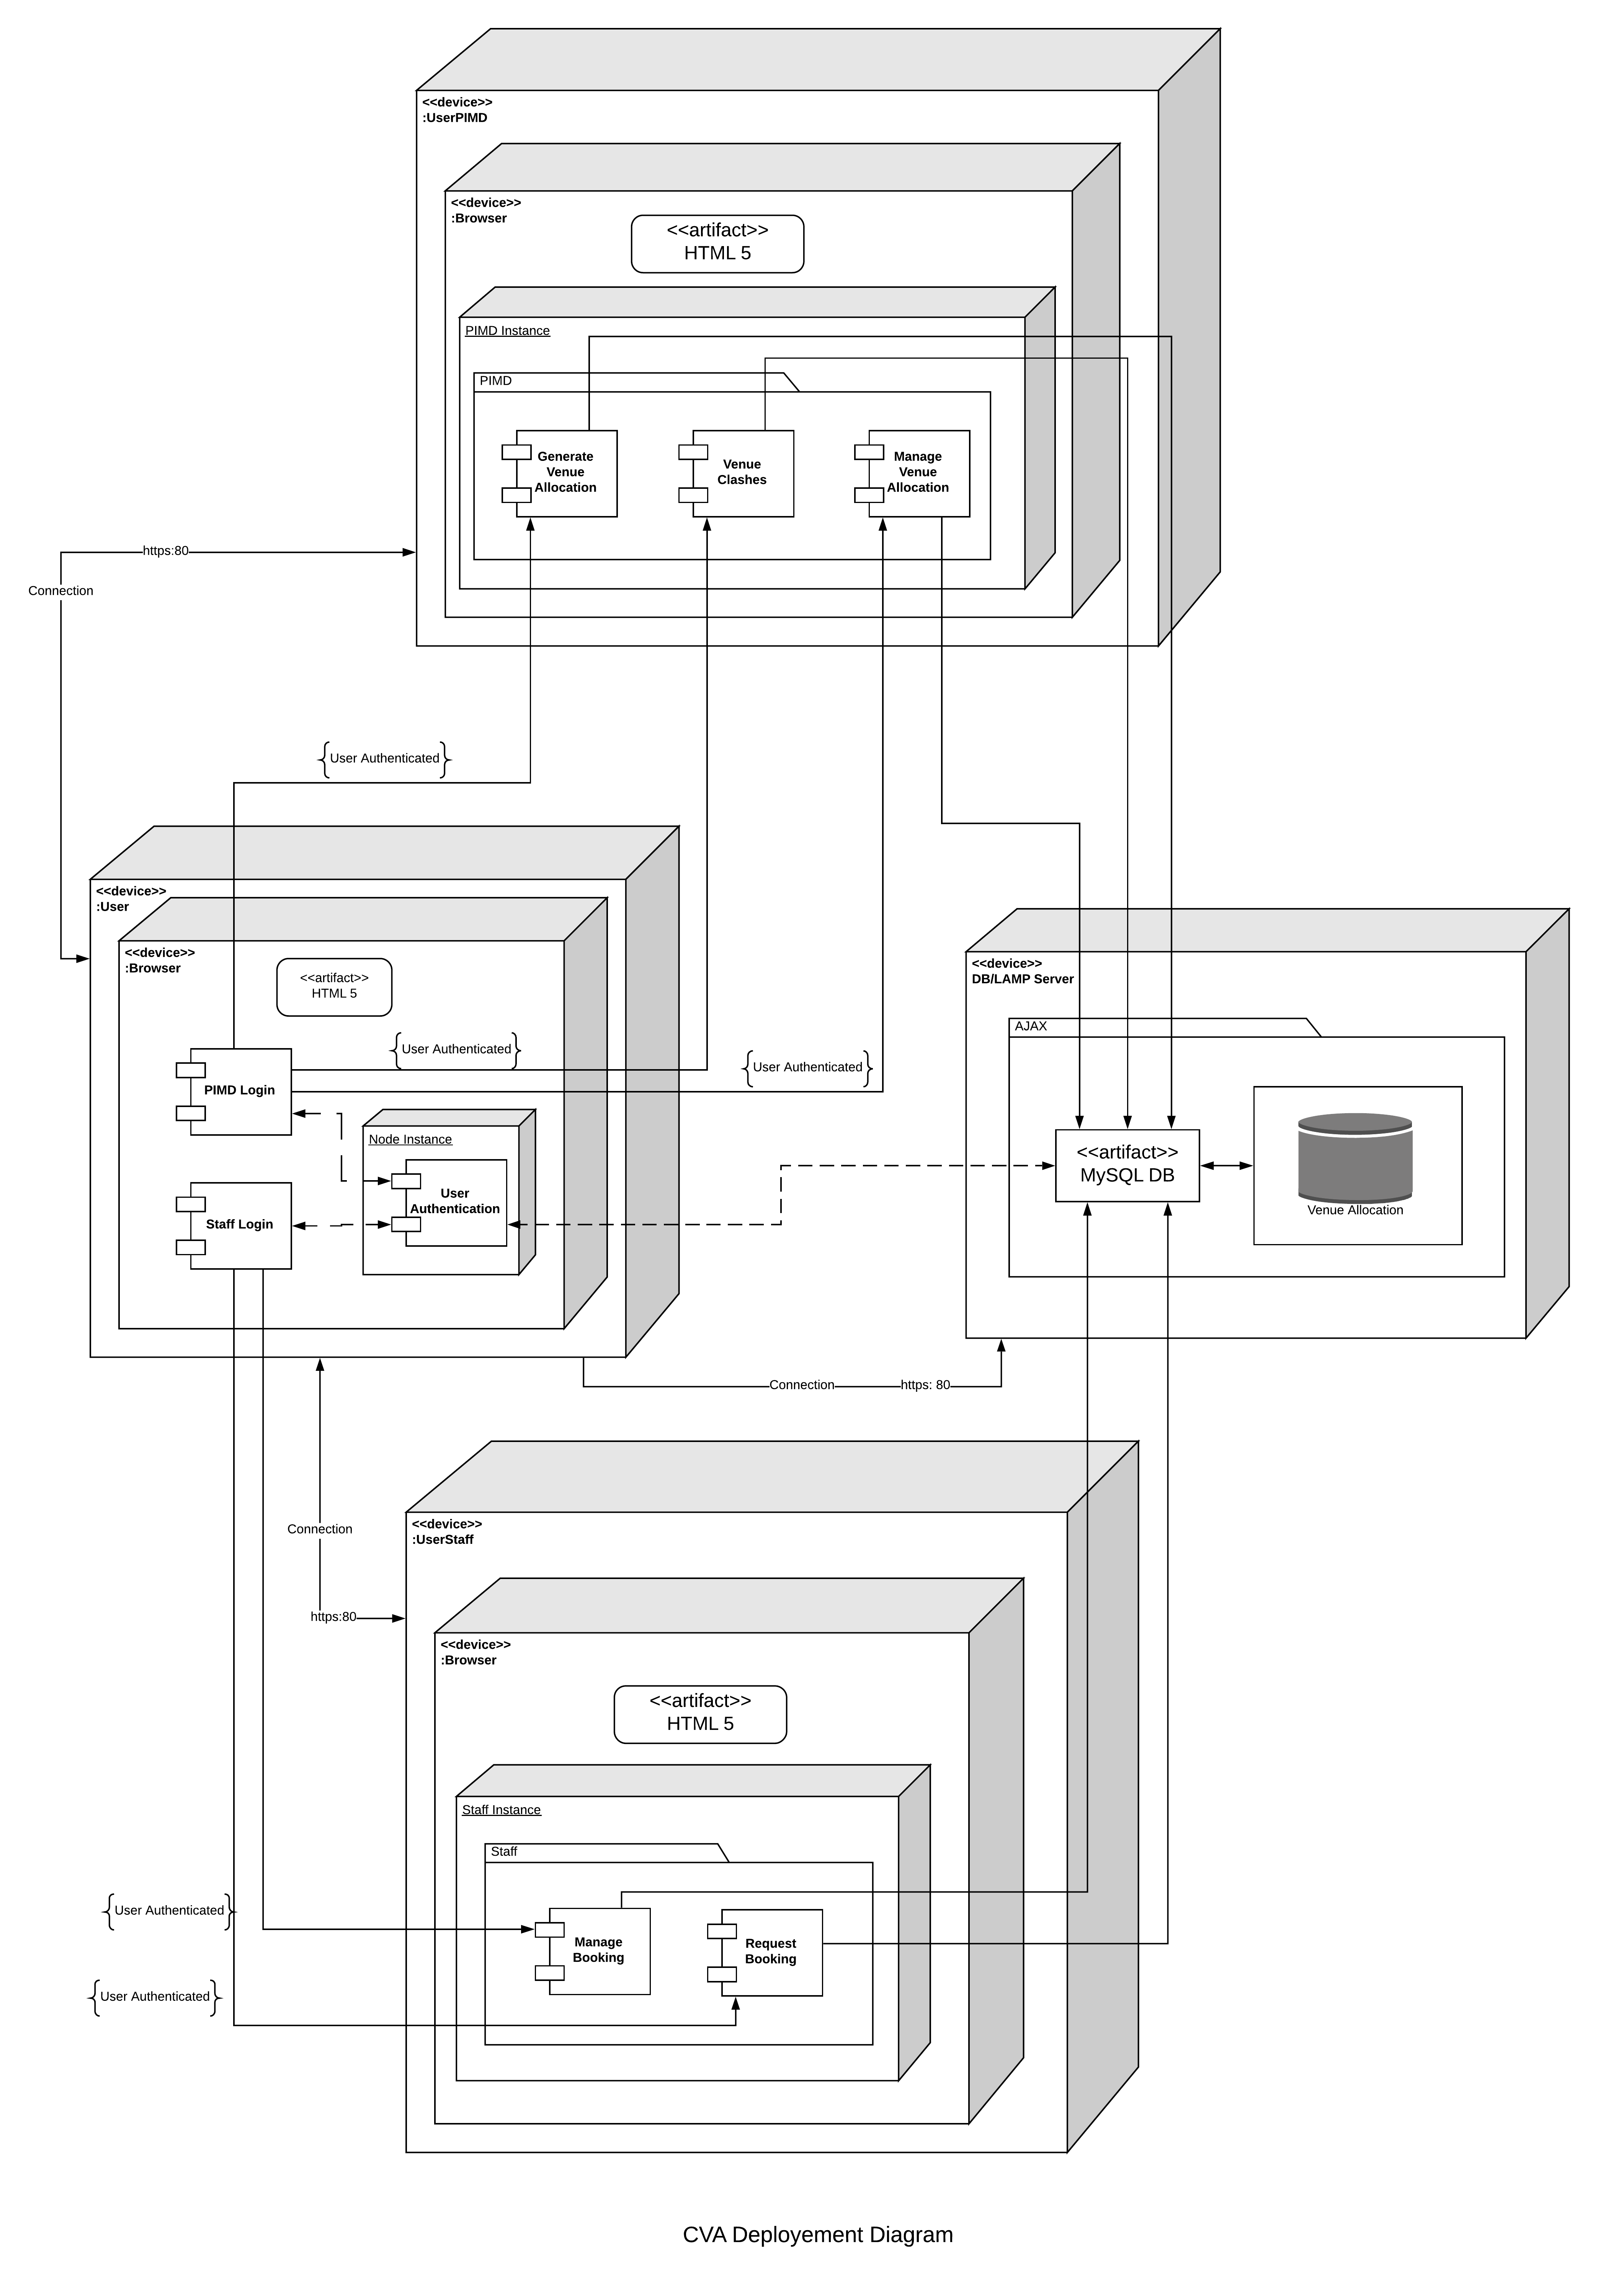 <<device>>
:UserPIMD
<<device>>
:Browser
<<artifact>>
HTML 5
PIMD Instance
PIMD
Generate
Venue
Allocation
Venue
Clashes
Manage
Venue
Allocation
https:80
Connection
User Authenticated
<<device>>
:User
<<device>>
:Browser
<<artifact>>
HTML 5
User Authenticated
User Authenticated
PIMD Login
Node Instance
User
Authentication
Staff Login
<<device>>
DB/LAMP Server
AJAX
<<artifact>>
MySQL DB
Venue Allocation
Connection
https: 80
Connection
https:80
<<device>>
:UserStaff
<<device>>
:Browser
<<artifact>>
HTML 5
Staff Instance
Staff
User Authenticated
Manage
Booking
Request
Booking
User Authenticated
CVA Deployement Diagram